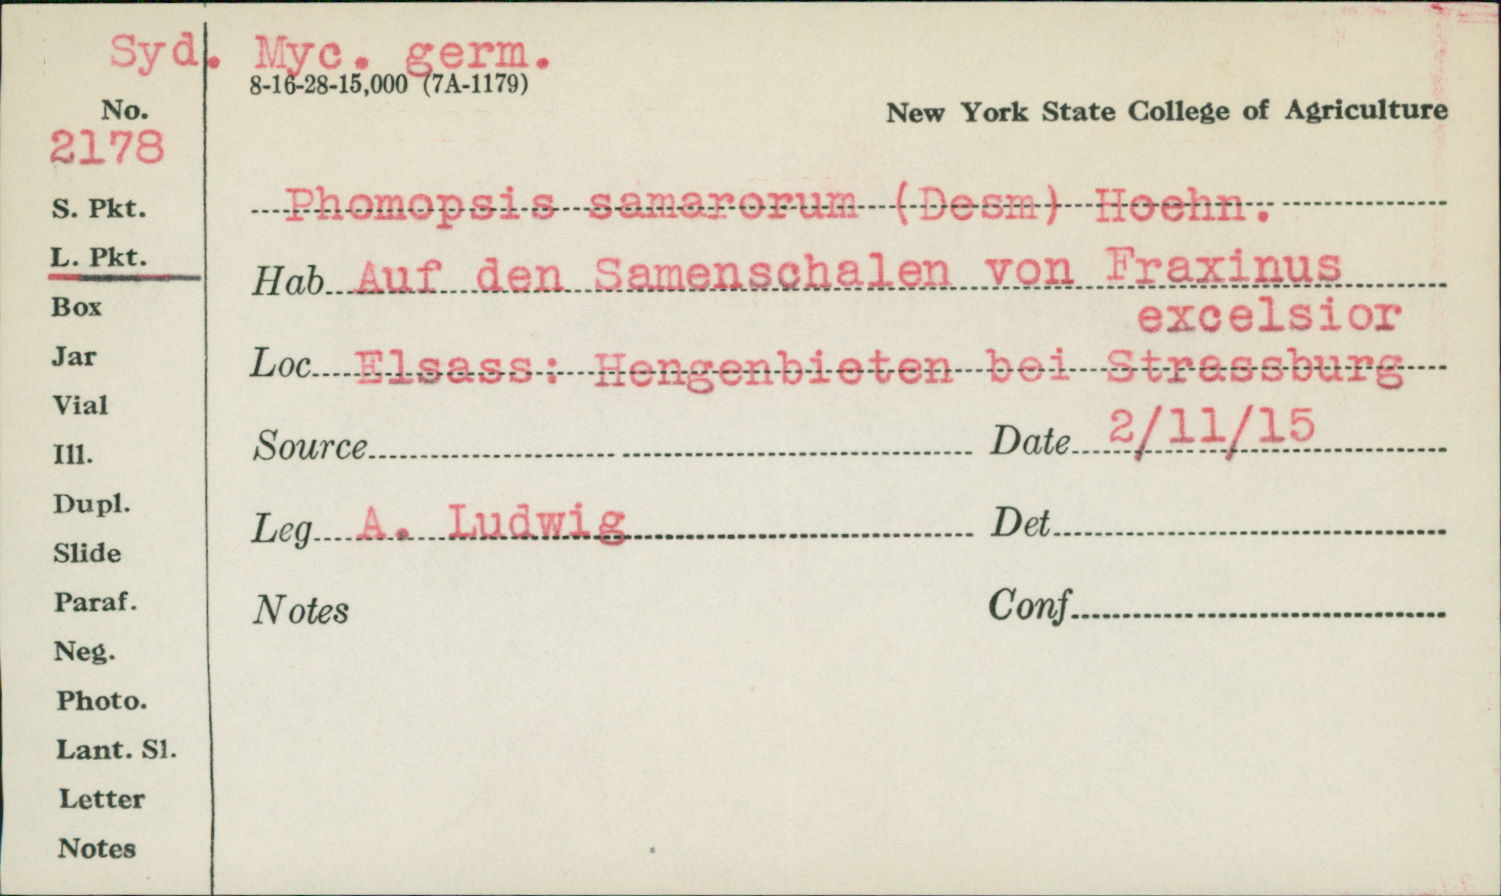 Syd. Myc. germ.
8-16-28-15,000 (7A-1179)
New York State College of Agriculture
No.
2178
S. Pkt.
L. Pkt.
Box
Jar
Vial
Ill.
Dupl.
Slide
Paraf.
Neg.
Photo.
Lant. Sl.
Letter
Notes
Phomopsis samarorum (Desm) Hoehn.
Hab Auf den Samenschalen von Fraxinus
excelsior
Loc Elsass: Hengenbieten bei Strassburg
Source Date 2/11/15
Leg A. Ludwig Det
Notes Conf